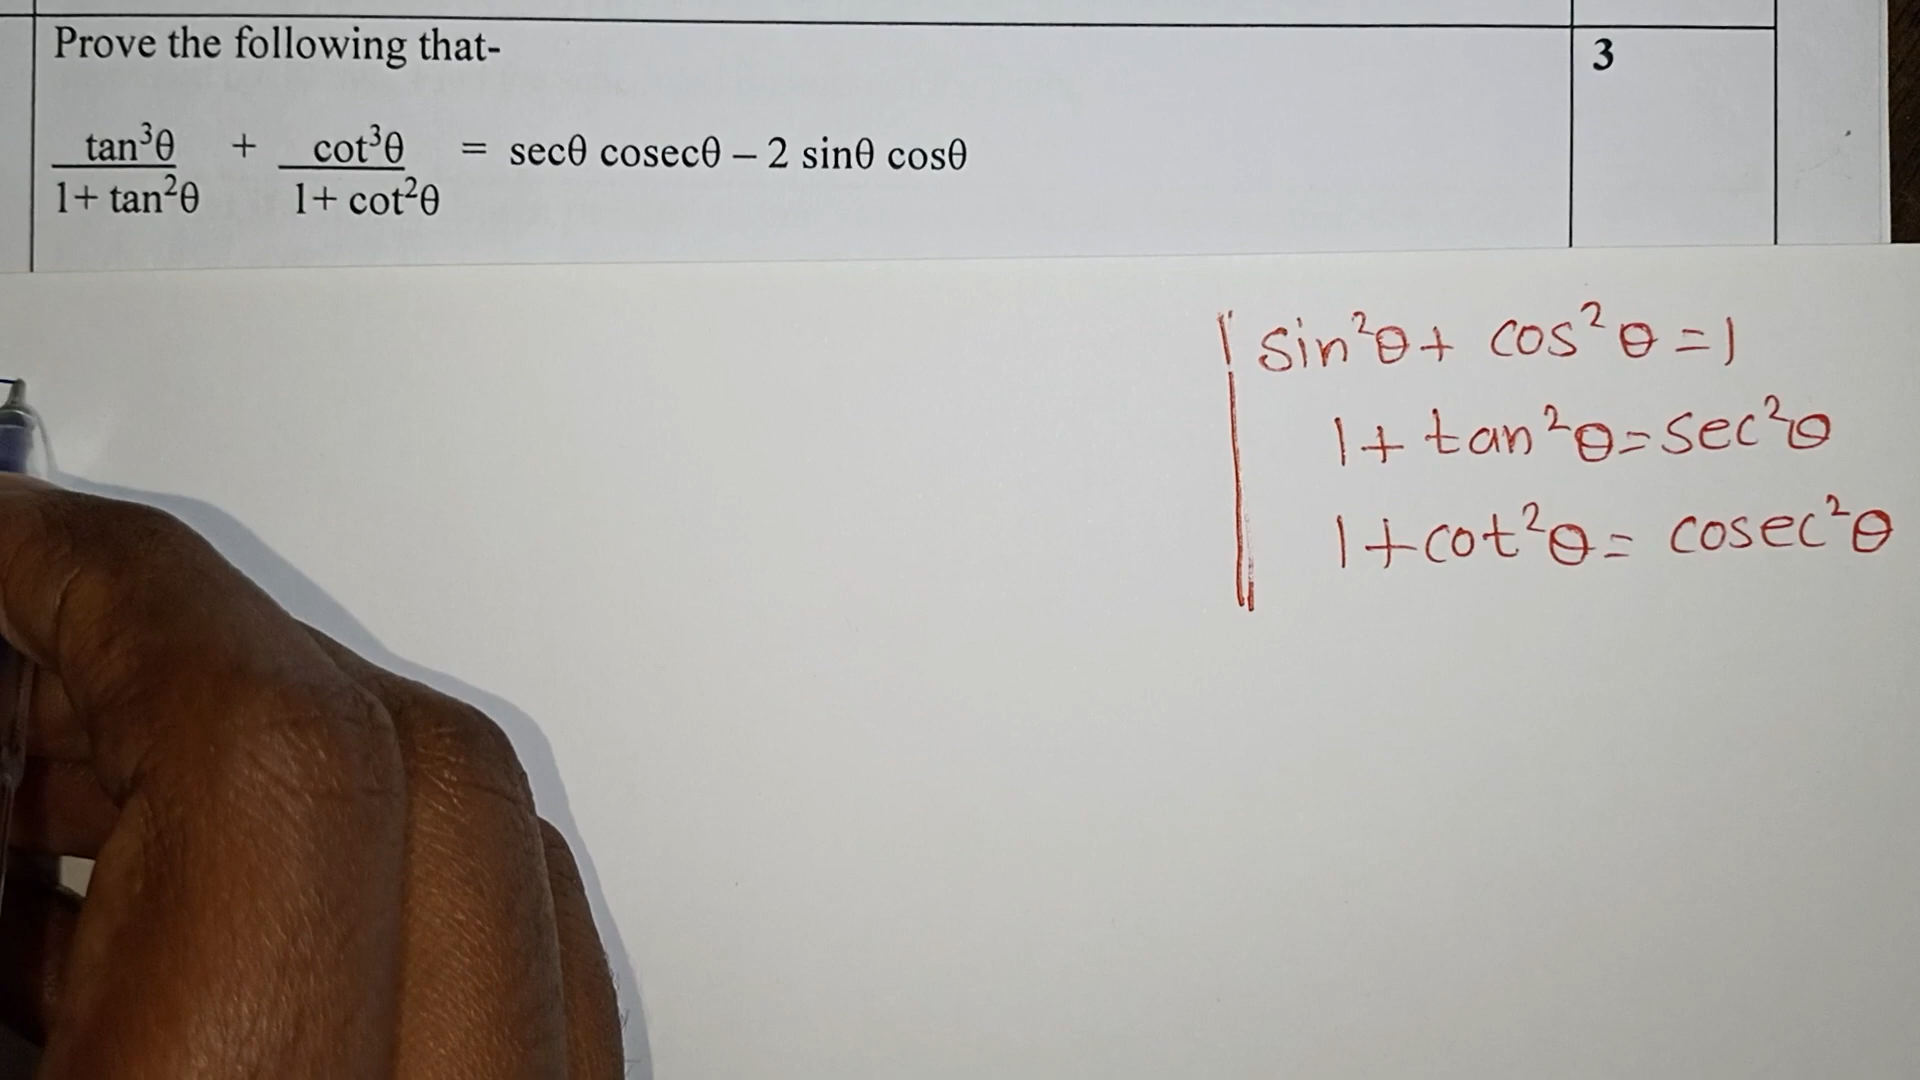 Prove the following that-
3
tan³θ + cot³θ = secθ cosecθ – 2 sinθ cosθ
1+ tan²θ 1+ cot²θ
sin²θ + cos²θ = 1
1 + tan²θ = sec²θ
1 + cot²θ = cosec²θ